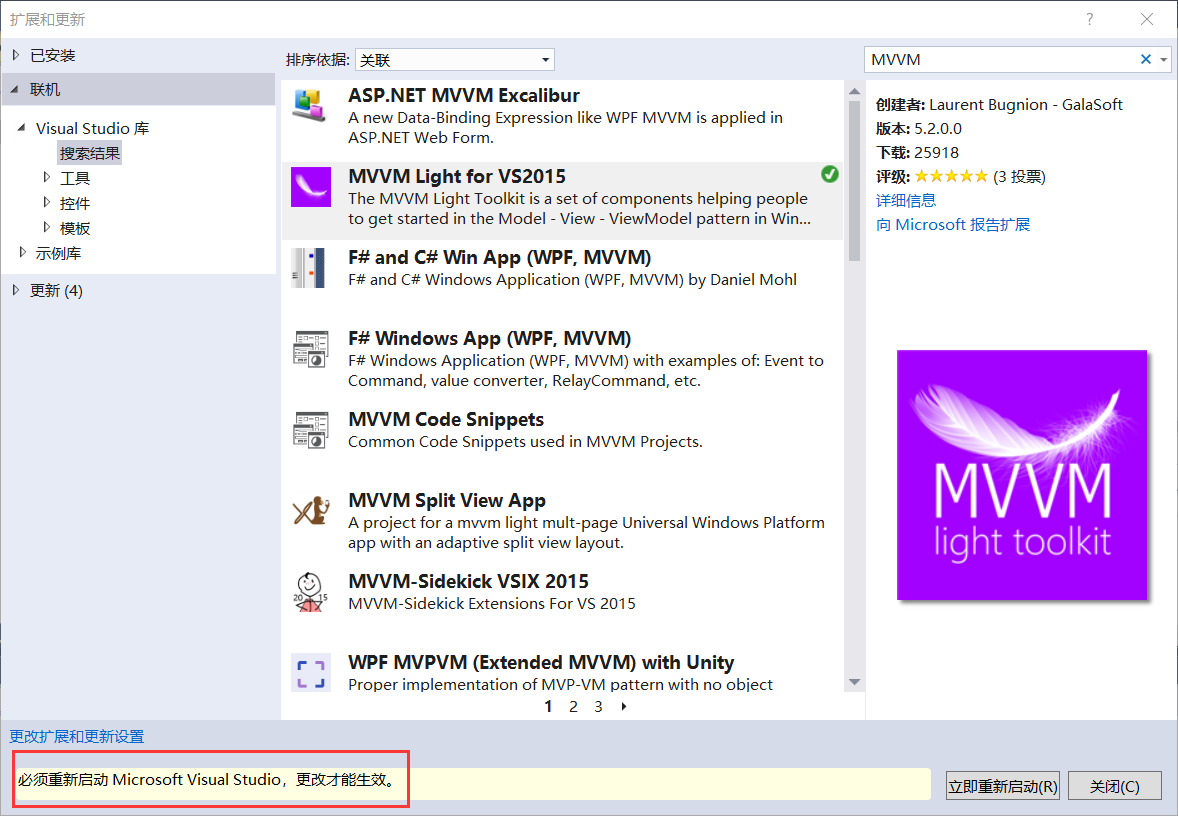 扩展和更新
?
已安装
联机
Visual Studio 库
搜索结果
工具
控件
模板
示例库
更新 (4)
排序依据: 关联
ASP.NET MVVM Excalibur
A new Data-Binding Expression like WPF MVVM is applied in
ASP.NET Web Form.
MVVM Light for VS2015
The MVVM Light Toolkit is a set of components helping people
to get started in the Model - View - ViewModel pattern in Win...
F# and C# Win App (WPF, MVVM)
F# and C# Windows Application (WPF, MVVM) by Daniel Mohl
F# Windows App (WPF, MVVM)
F# Windows Application (WPF, MVVM) with examples of: Event to
Command, value converter, RelayCommand, etc.
MVVM Code Snippets
Common Code Snippets used in MVVM Projects.
MVVM Split View App
A project for a mvvm light mult-page Universal Windows Platform
app with an adaptive split view layout.
2015
MVVM-Sidekick VSIX 2015
MVVM-Sidekick Extensions For VS 2015
WPF MVPVM (Extended MVVM) with Unity
Proper implementation of MVP-VM pattern with no object
1 2 3
MVVM
创建者: Laurent Bugnion - GalaSoft
版本: 5.2.0.0
下载: 25918
评级: (3 投票)
详细信息
向 Microsoft 报告扩展
MVVM
light toolkit
更改扩展和更新设置
必须重新启动 Microsoft Visual Studio，更改才能生效。
立即重新启动(R)
关闭(C)